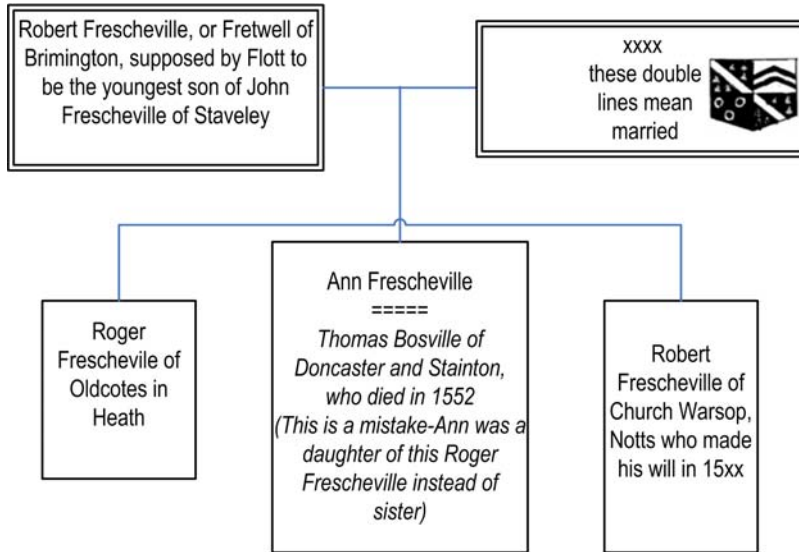 Robert Frescheville, or Fretwell of
Brimington, supposed by Flott to
be the youngest son of John
Frescheville of Staveley
xxxx
these double
lines mean
married
Roger
Freschevile of
Oldcotes in
Heath
Ann Frescheville
=====
Thomas Bosville of
Doncaster and Stainton,
who died in 1552
(This is a mistake-Ann was a
daughter of this Roger
Frescheville instead of
sister)
Robert
Frescheville of
Church Warsop,
Notts who made
his will in 15xx